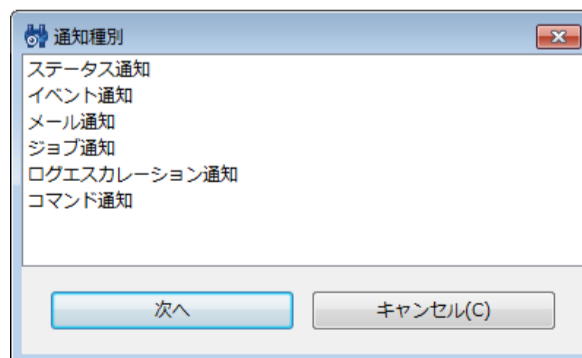 通知種別
ステータス通知
イベント通知
メール通知
ジョブ通知
ログエスカレーション通知
コマンド通知
次へ
キャンセル(C)